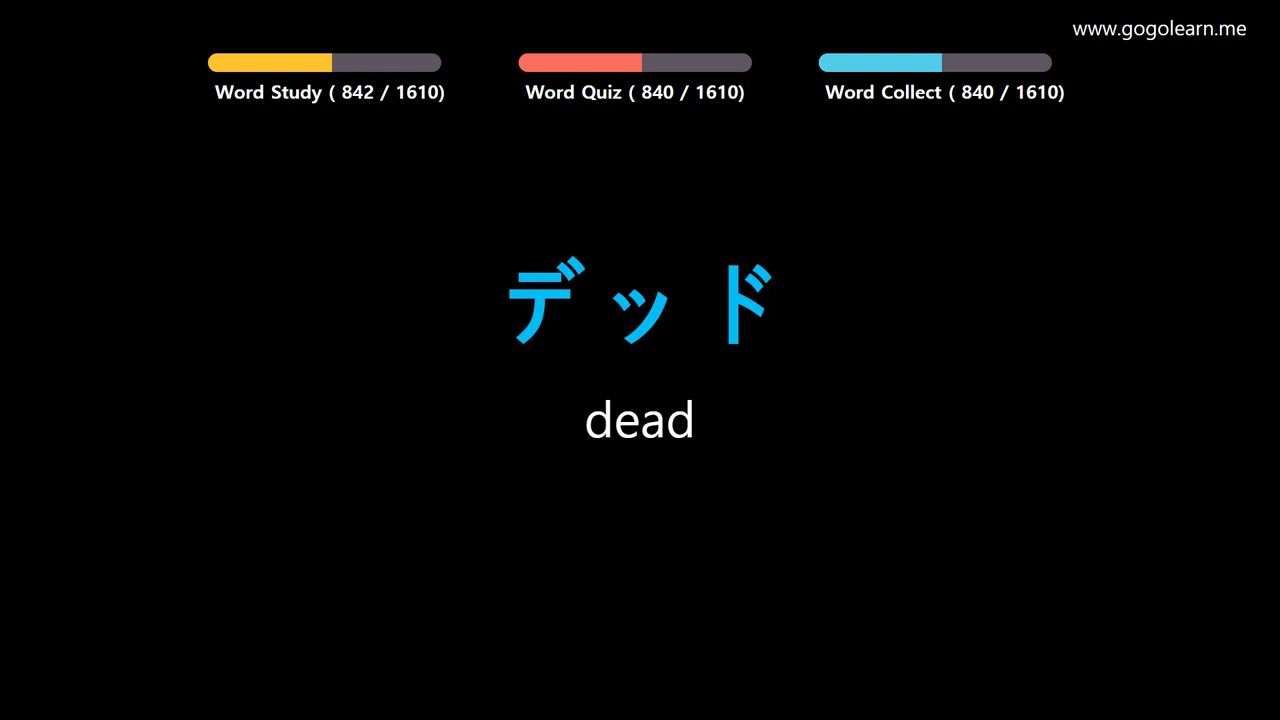 www.gogolearn.me
Word Study ( 842 / 1610)
Word Quiz ( 840 / 1610)
Word Collect ( 840 / 1610)
デッド
dead